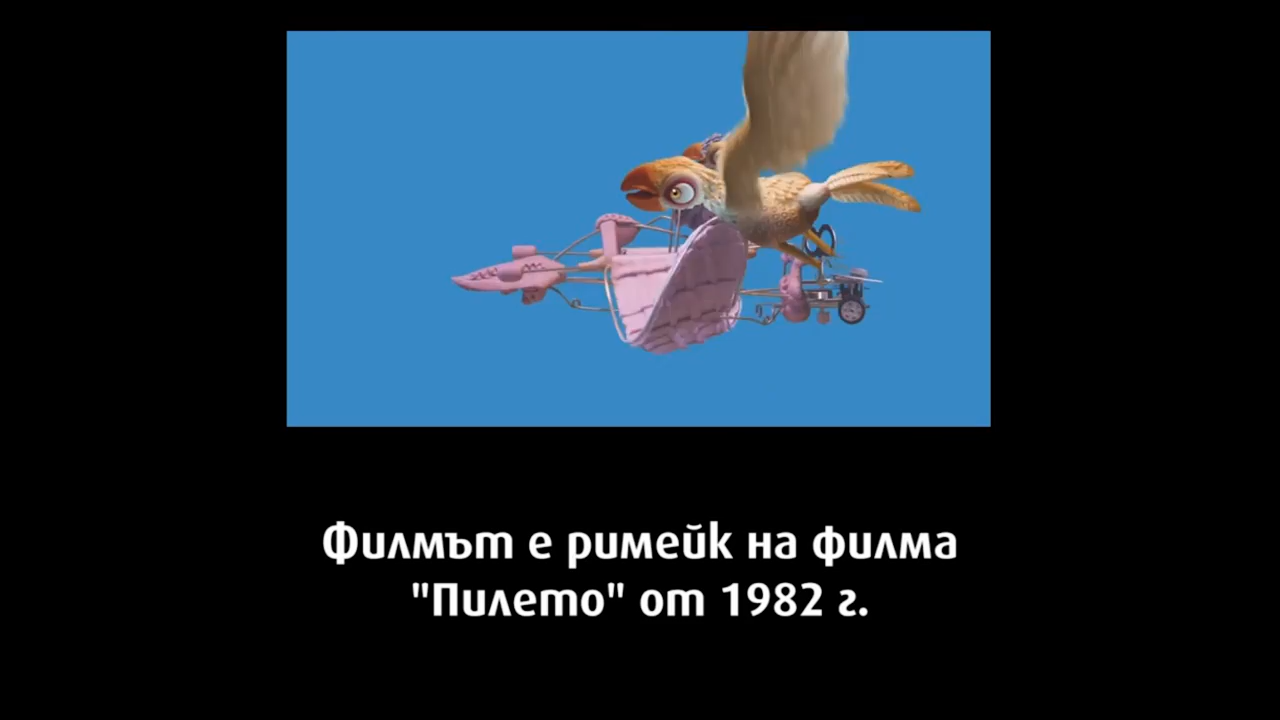 Филмът е римейк на филма
"Пилето" от 1982 г.